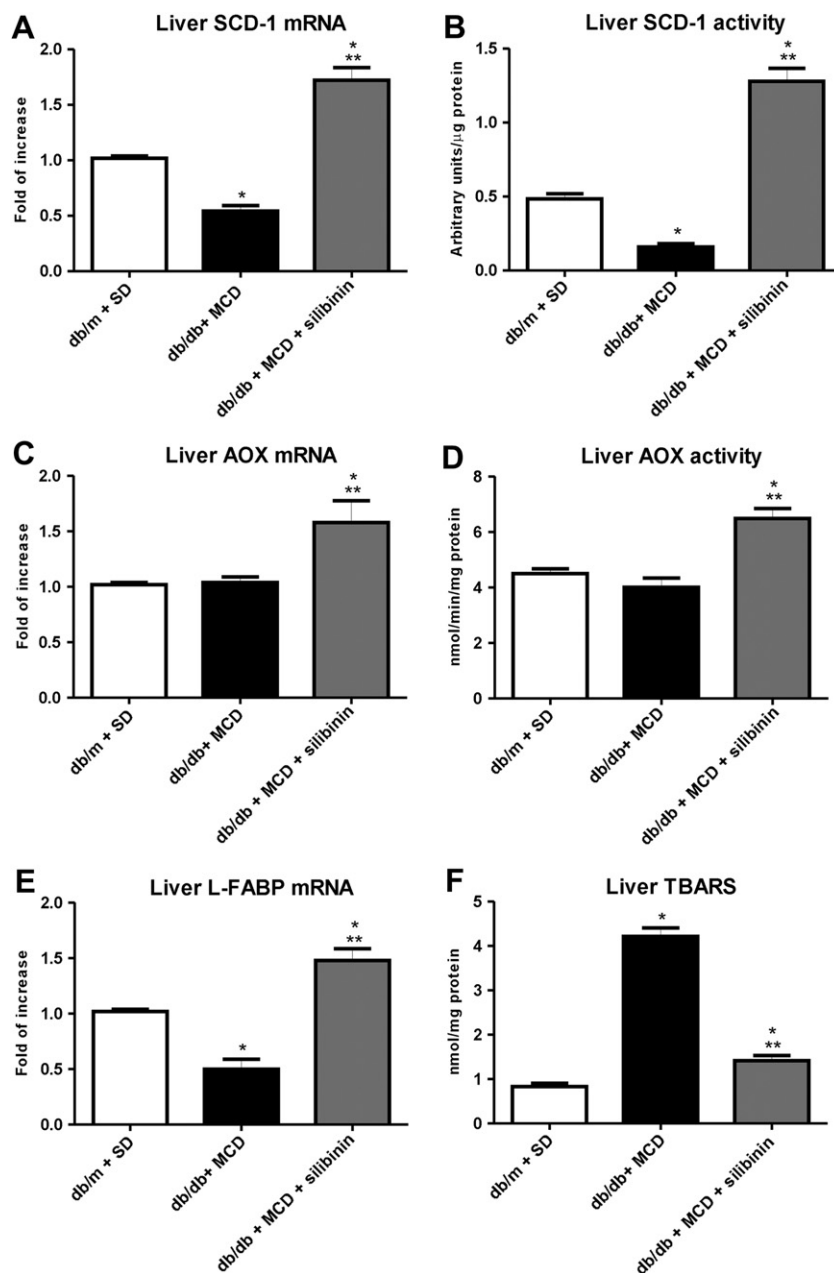 A
Liver SCD-1 mRNA
Fold of increase
2.0
1.5
1.0
0.5
0.0
*
*
**
db/m + SD
db/db+ MCD
db/db + MCD + silibinin
B
Liver SCD-1 activity
Arbitrary units/µg protein
1.5
1.0
0.5
0.0
*
*
**
db/m + SD
db/db+ MCD
db/db + MCD + silibinin
C
Liver AOX mRNA
Fold of increase
2.0
1.5
1.0
0.5
0.0
*
**
db/m + SD
db/db+ MCD
db/db + MCD + silibinin
D
Liver AOX activity
nmol/min/mg protein
8
6
4
2
0
*
**
db/m + SD
db/db+ MCD
db/db + MCD + silibinin
E
Liver L-FABP mRNA
Fold of increase
2.0
1.5
1.0
0.5
0.0
*
*
**
db/m + SD
db/db+ MCD
db/db + MCD + silibinin
F
Liver TBARS
nmol/mg protein
5
4
3
2
1
0
*
*
**
db/m + SD
db/db+ MCD
db/db + MCD + silibinin